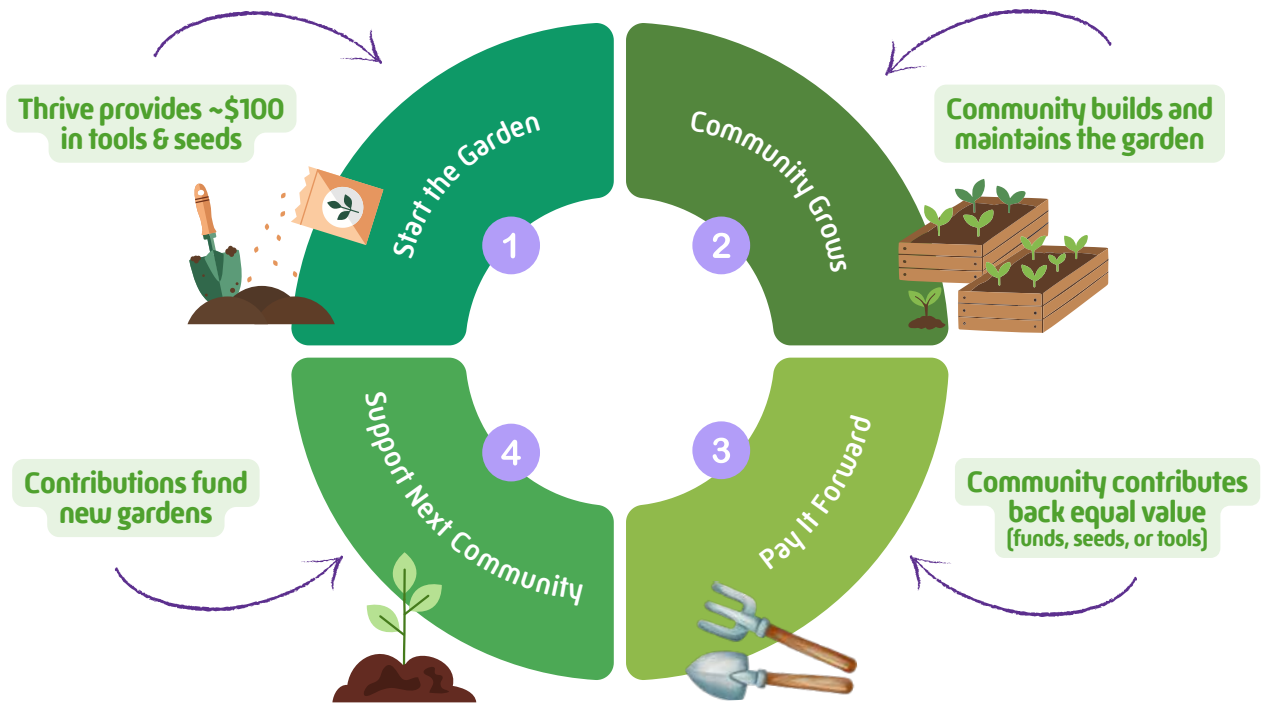 Thrive provides ~$100
in tools & seeds
Start the Garden
1
Community Grows
2
Community builds and
maintains the garden
Pay It Forward
3
Community contributes
back equal value
(funds, seeds, or tools)
Support Next Community
4
Contributions fund
new gardens